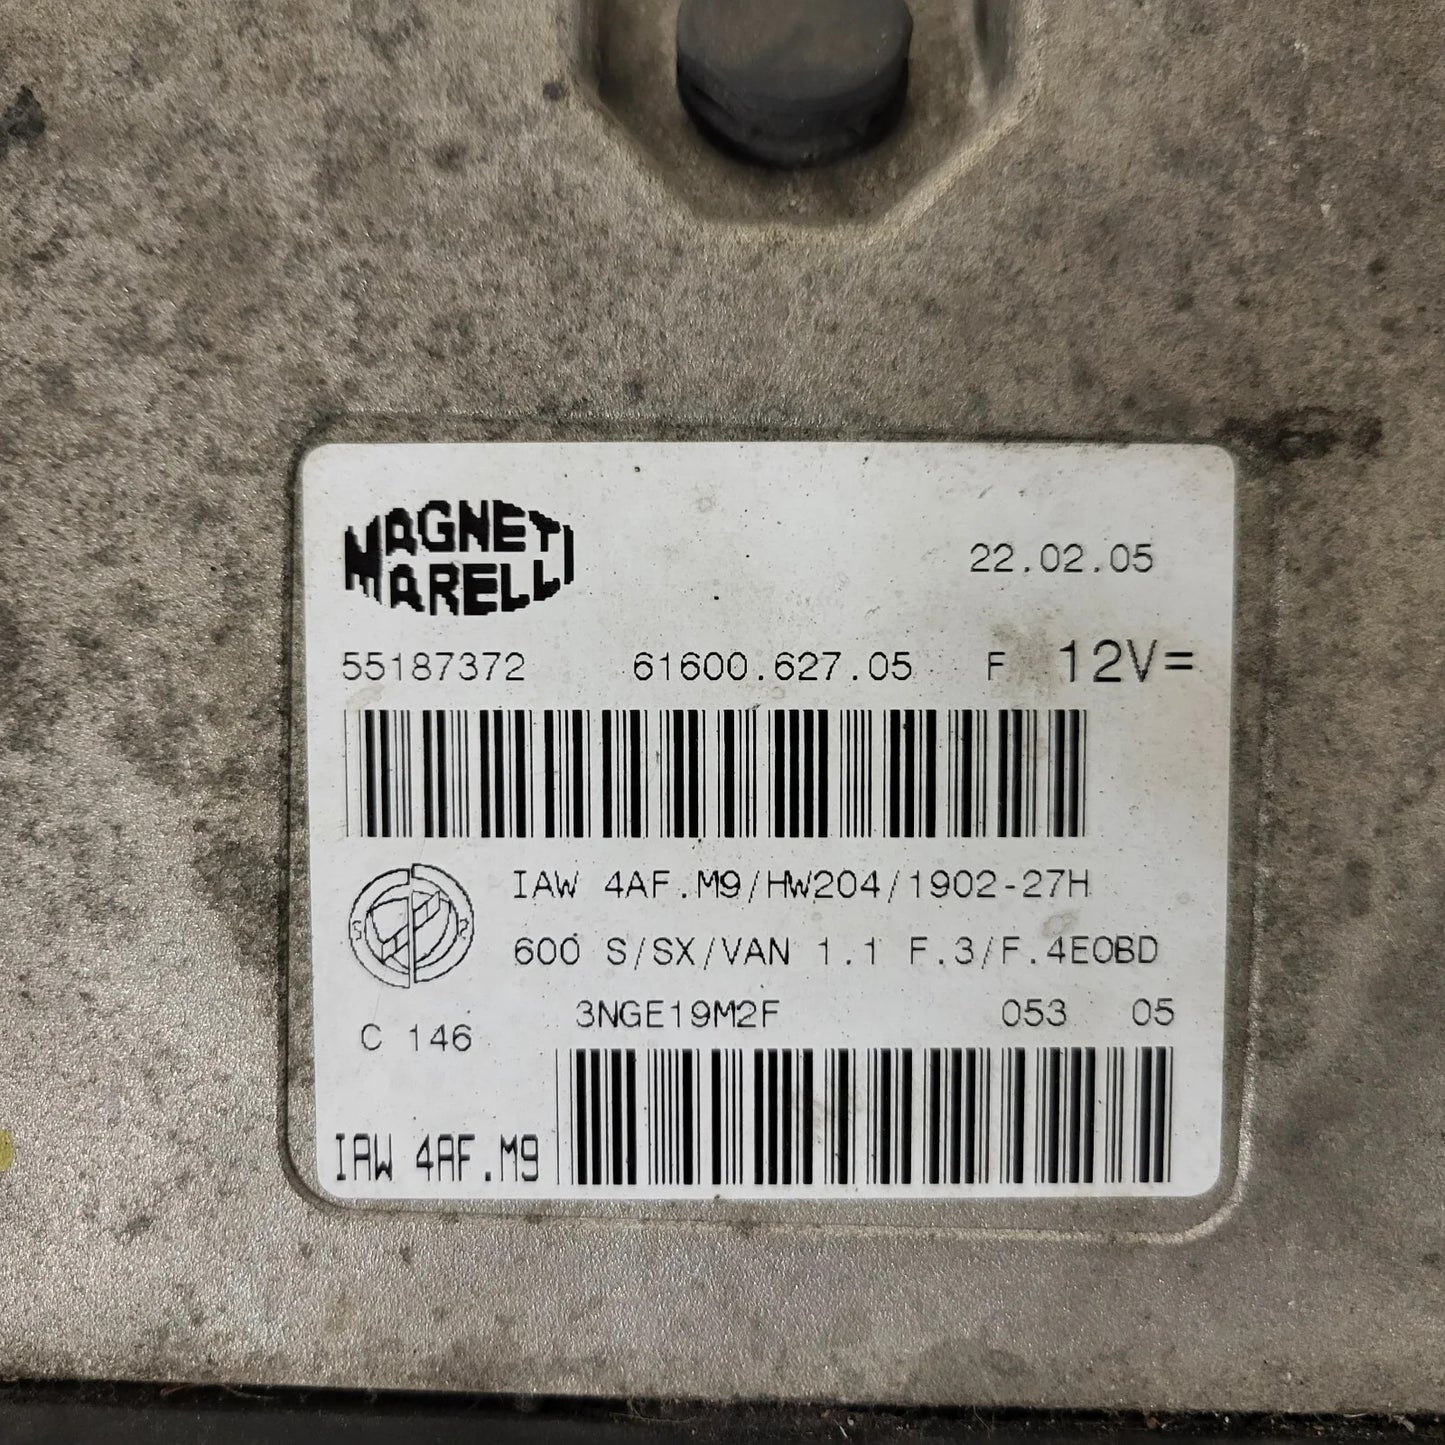 MAGNETI
MARELLI
22.02.05
55187372 61600.627.05 F 12V=
IAW 4AF.M9/HW204/1902-27H
600 S/SX/VAN 1.1 F.3/F.4EOBD
3NGE19M2F 053 05
C 146
IAW 4AF.M9